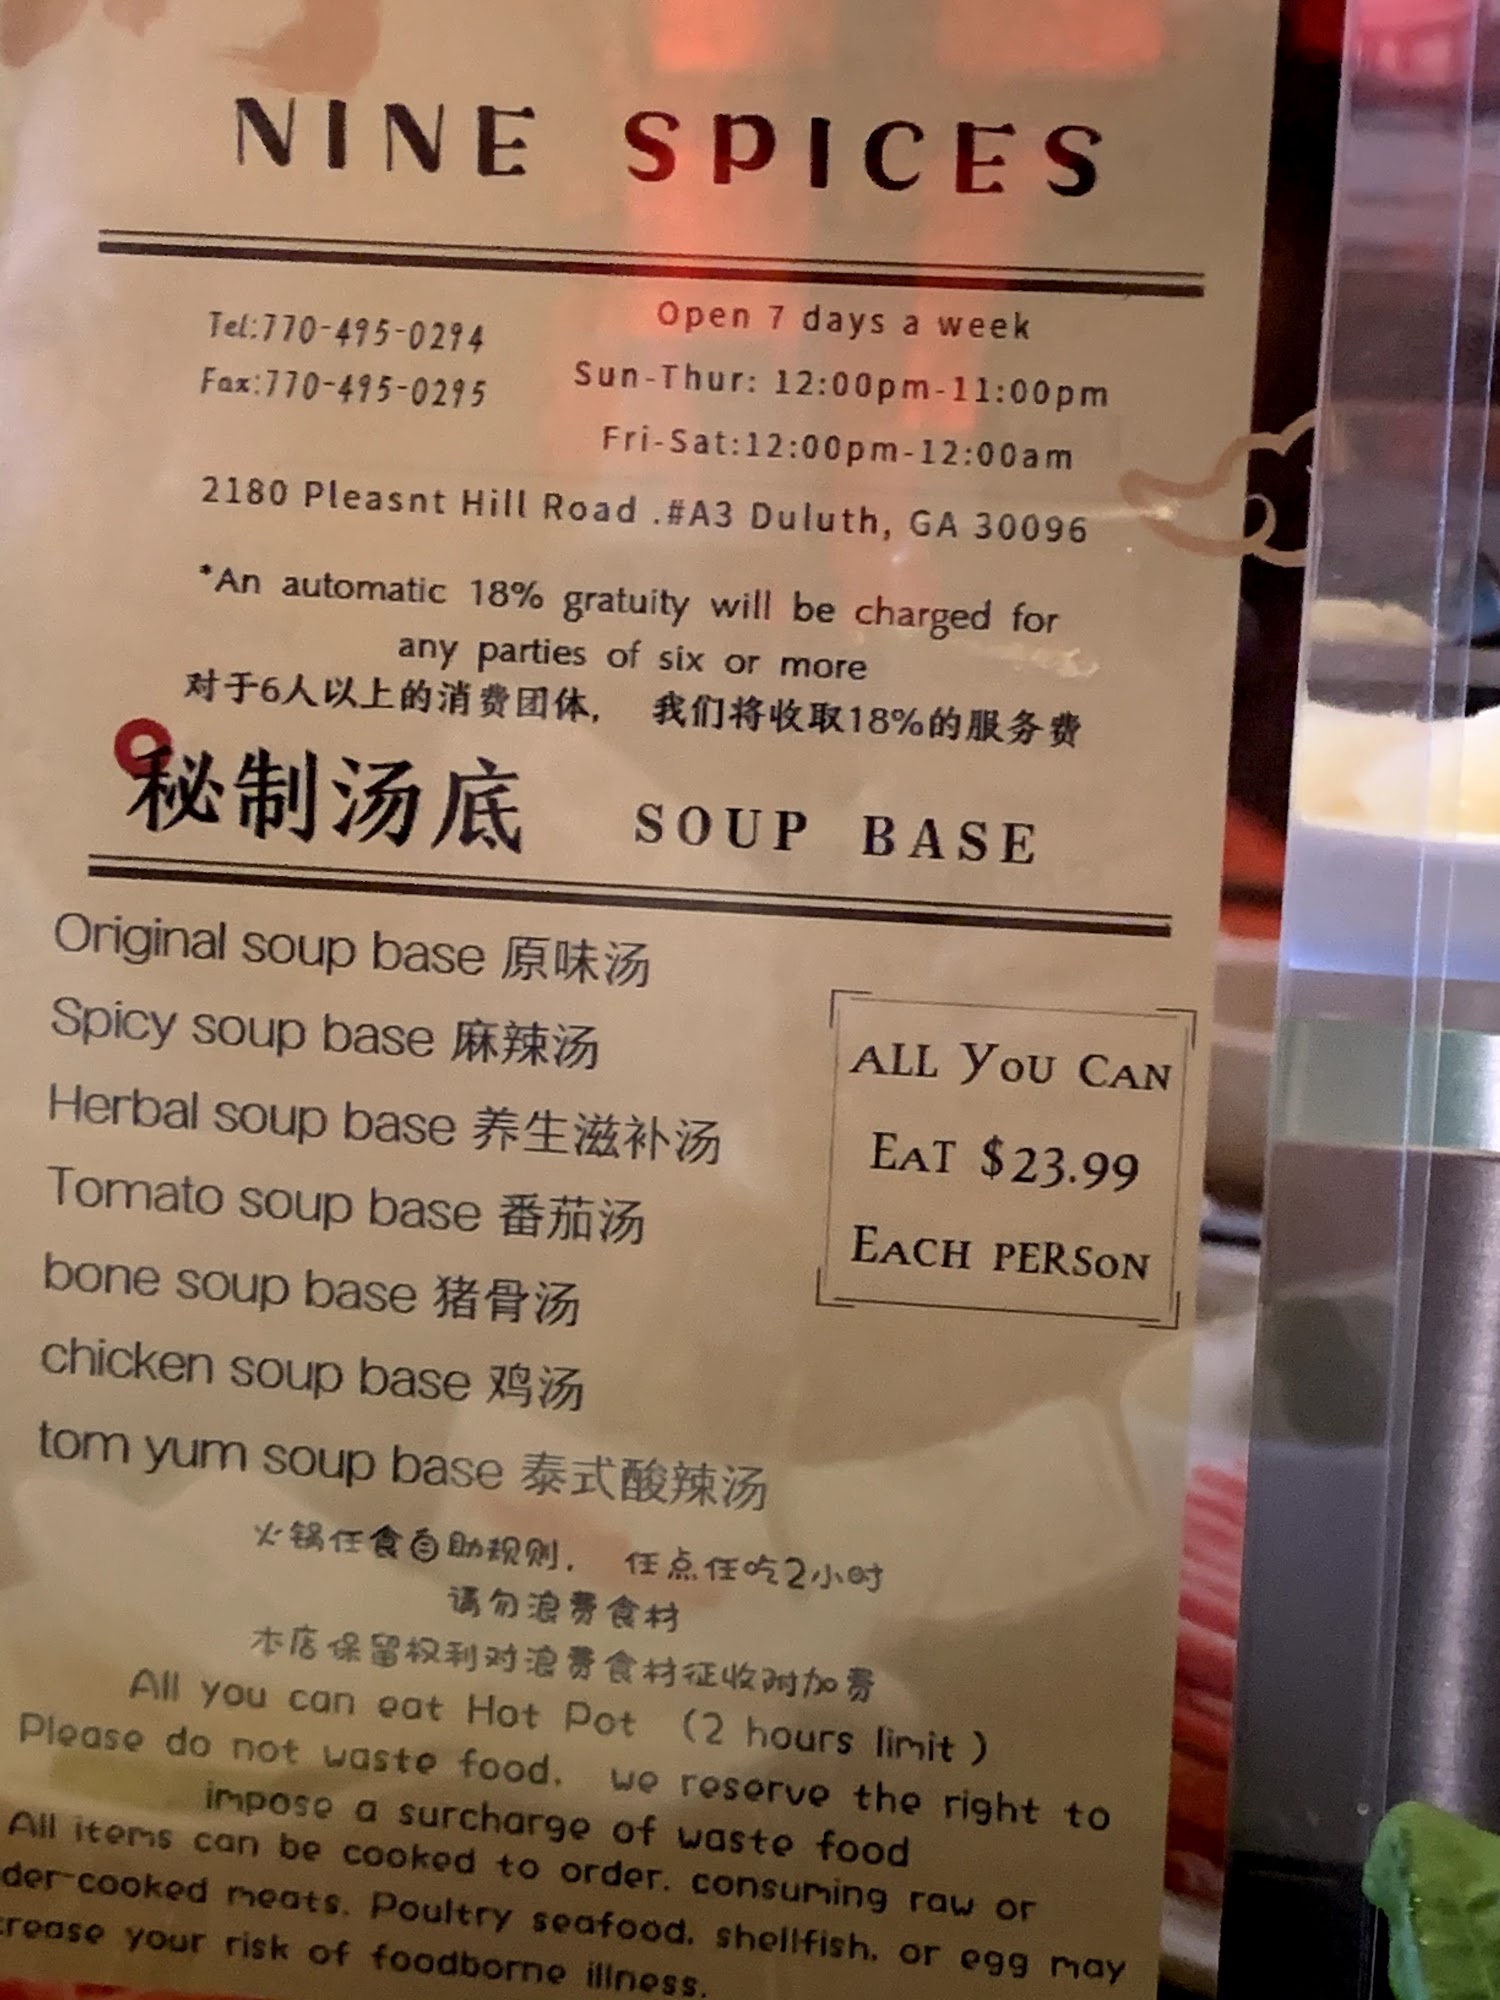 NINE SPICES
Tel:770-495-0294
Fax:770-495-0295
Open 7 days a week
Sun-Thur: 12:00pm-11:00pm
Fri-Sat:12:00pm-12:00am
2180 Pleasnt Hill Road .#A3 Duluth, GA 30096
*An automatic 18% gratuity will be charged for
any parties of six or more
对于6人以上的消费团体, 我们将收取18%的服务费
秘制汤底 SOUP BASE
Original soup base 原味汤
Spicy soup base 麻辣汤
Herbal soup base 养生滋补汤
Tomato soup base 番茄汤
bone soup base 猪骨汤
chicken soup base 鸡汤
tom yum soup base 泰式酸辣汤
ALL YOU CAN
EAT $23.99
EACH PERSON
火锅任食自助规则. 任点任吃2小时
请勿浪费食材
本店保留权利对浪费食材征收附加费
All you can eat Hot Pot (2 hours limit )
Please do not waste food. we reserve the right to
impose a surcharge of waste food
All items can be cooked to order. consuming raw or
der-cooked meats. Poultry seafood. shellfish. or egg may
crease your risk of foodborne illness.